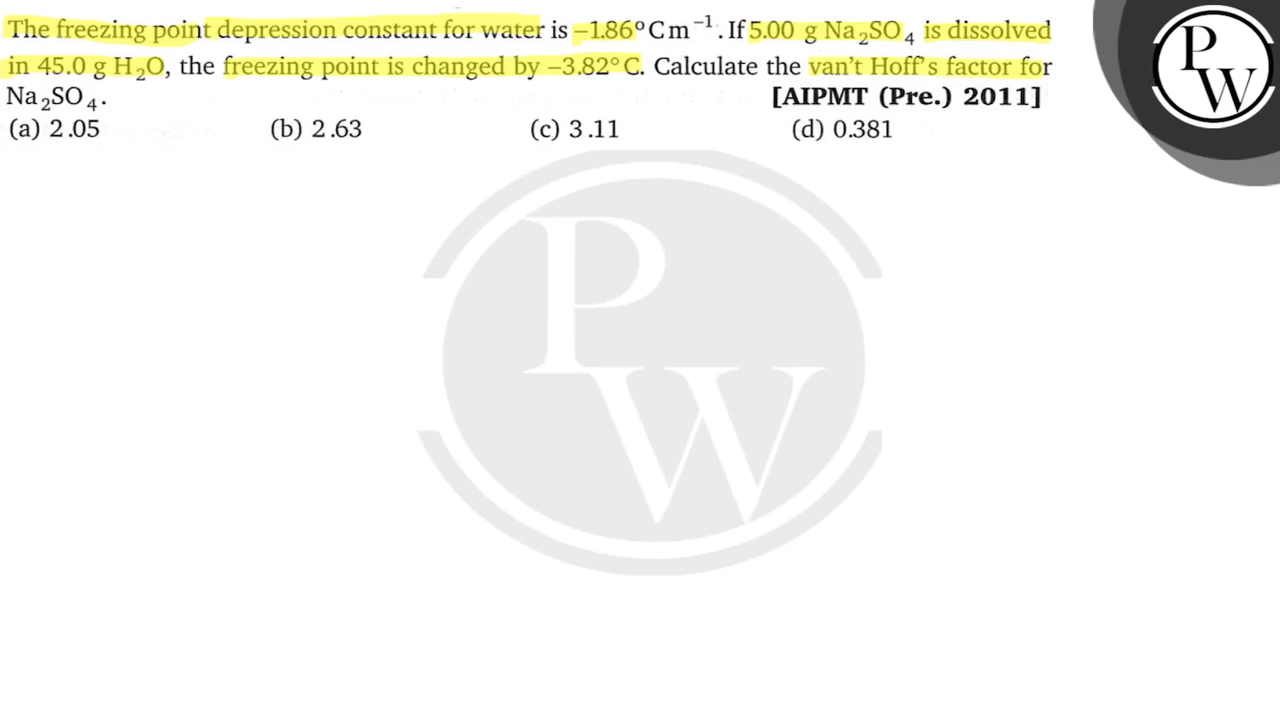 The freezing point depression constant for water is −1.86°C m⁻¹. If 5.00 g Na₂SO₄ is dissolved
in 45.0 g H₂O, the freezing point is changed by −3.82°C. Calculate the van't Hoff's factor for
Na₂SO₄. [AIPMT (Pre.) 2011]
(a) 2.05 (b) 2.63 (c) 3.11 (d) 0.381
PW
PW